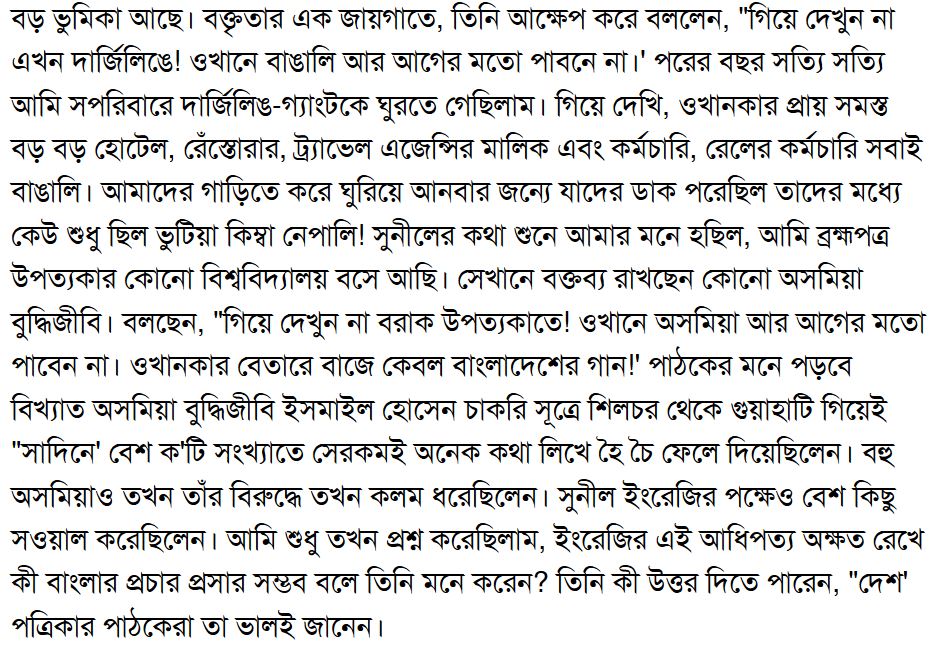 বড় ভুমিকা আছে। বক্তৃতার এক জায়গাতে, তিনি আক্ষেপ করে বললেন, "গিয়ে দেখুন না
এখন দার্জিলিঙে! ওখানে বাঙালি আর আগের মতো পাবনে না।' পরের বছর সত্যি সত্যি
আমি সপরিবারে দার্জিলিঙ-গ্যাংটকে ঘুরতে গেছিলাম। গিয়ে দেখি, ওখানকার প্রায় সমস্ত
বড় বড় হোটেল, রেঁস্তোরার, ট্র্যাভেল এজেন্সির মালিক এবং কর্মচারি, রেলের কর্মচারি সবাই
বাঙালি। আমাদের গাড়িতে করে ঘুরিয়ে আনবার জন্যে যাদের ডাক পরেছিল তাদের মধ্যে
কেউ শুধু ছিল ভুটিয়া কিম্বা নেপালি! সুনীলের কথা শুনে আমার মনে হছিল, আমি ব্রহ্মপত্র
উপত্যকার কোনো বিশ্ববিদ্যালয় বসে আছি। সেখানে বক্তব্য রাখছেন কোনো অসমিয়া
বুদ্ধিজীবি। বলছেন, "গিয়ে দেখুন না বরাক উপত্যকাতে! ওখানে অসমিয়া আর আগের মতো
পাবেন না। ওখানকার বেতারে বাজে কেবল বাংলাদেশের গান!' পাঠকের মনে পড়বে
বিখ্যাত অসমিয়া বুদ্ধিজীবি ইসমাইল হোসেন চাকরি সূত্রে শিলচর থেকে গুয়াহাটি গিয়েই
"সাদিনে' বেশ ক'টি সংখ্যাতে সেরকমই অনেক কথা লিখে হৈ চৈ ফেলে দিয়েছিলেন। বহু
অসমিয়াও তখন তাঁর বিরুদ্ধে তখন কলম ধরেছিলেন। সুনীল ইংরেজির পক্ষেও বেশ কিছু
সওয়াল করেছিলেন। আমি শুধু তখন প্রশ্ন করেছিলাম, ইংরেজির এই আধিপত্য অক্ষত রেখে
কী বাংলার প্রচার প্রসার সম্ভব বলে তিনি মনে করেন? তিনি কী উত্তর দিতে পারেন, "দেশ'
পত্রিকার পাঠকেরা তা ভালই জানেন।